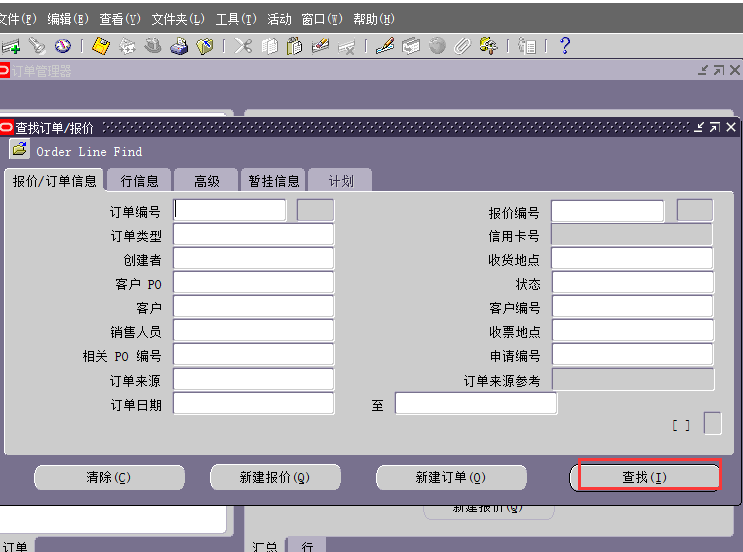 文件(F) 编辑(E) 查看(V) 文件夹(L) 工具(T) 活动 窗口(W) 帮助(H)
订单管理器
查找订单/报价
Order Line Find
报价/订单信息 行信息 高级 暂挂信息 计划
订单编号 报价编号
订单类型 信用卡号
创建者 收货地点
客户 PO 状态
客户 客户编号
销售人员 收票地点
相关 PO 编号 申请编号
订单来源 订单来源参考
订单日期 至
[ ]
清除(C) 新建报价(Q) 新建订单(O) 查找(I)
新建报价(Q)
订单 汇总 行